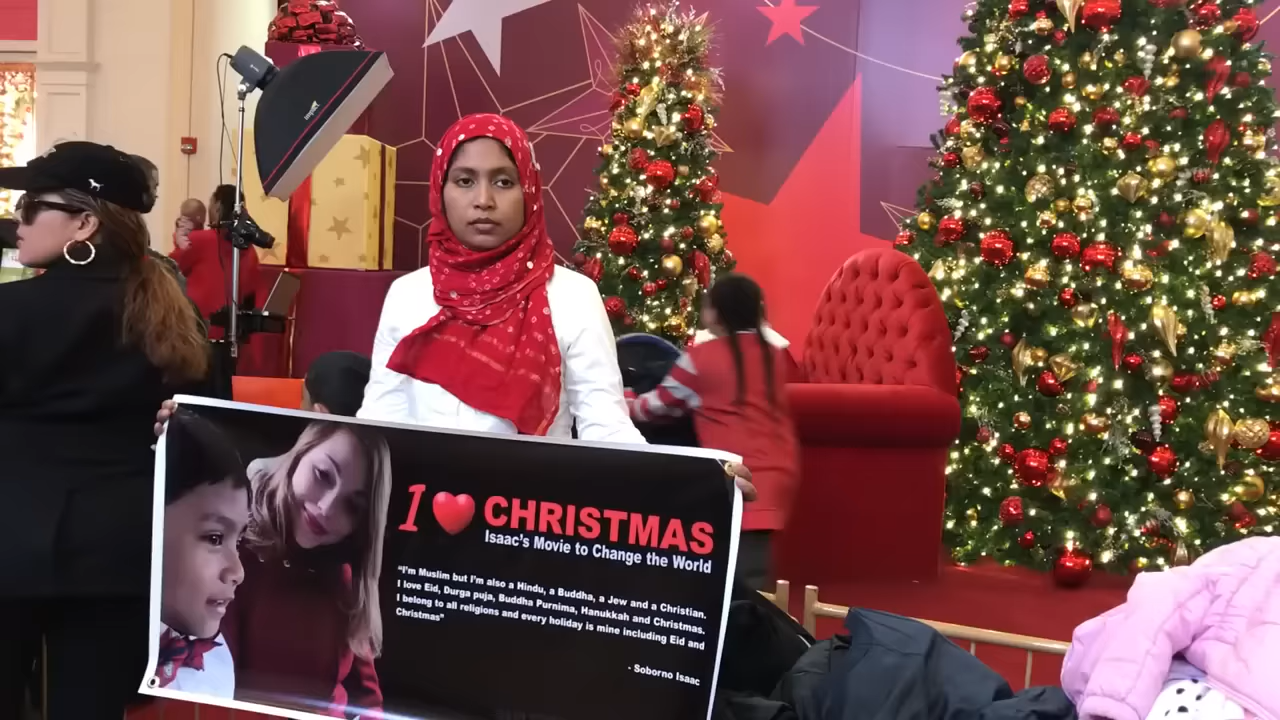 impact
I ❤ CHRISTMAS
Isaac's Movie to Change the World
“I'm Muslim but I'm also a Hindu, a Buddha, a Jew and a Christian.
I love Eid, Durga puja, Buddha Purnima, Hanukkah and Christmas.
I belong to all religions and every holiday is mine including Eid and
Christmas”
- Soborno Isaac